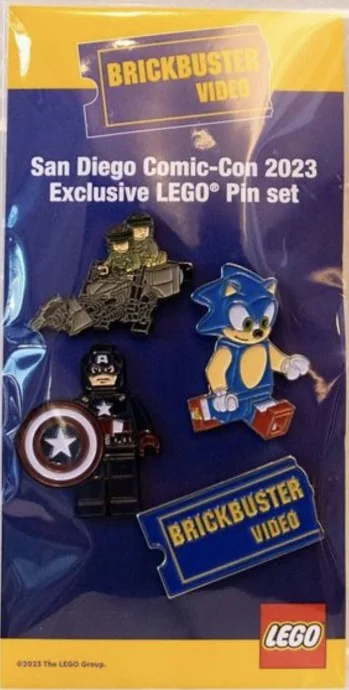 BRICKBUSTER
VIDEO
San Diego Comic-Con 2023
Exclusive LEGO® Pin set
A
BRICKBUSTER
VIDEO
LEGO
©2023 The LEGO Group.